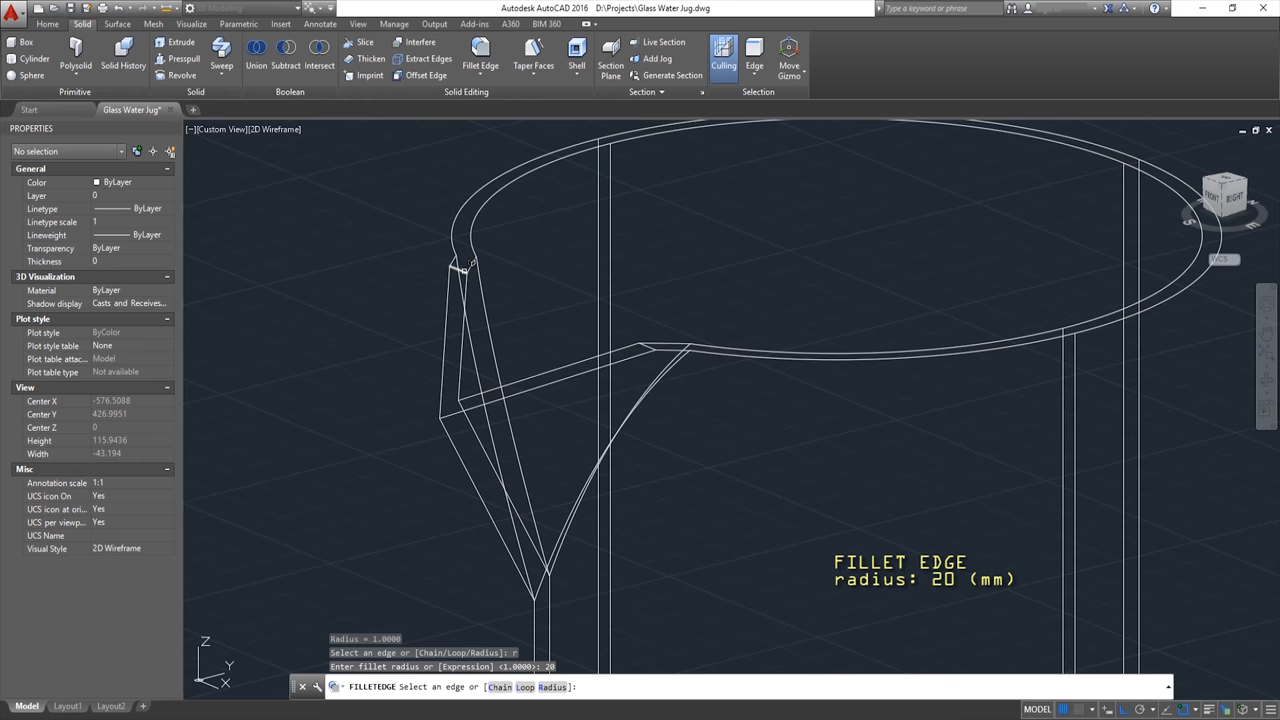 Autodesk AutoCAD 2016 D:\Projects\Glass Water Jug.dwg
Type a keyword or phrase
3D Modeling
Home Solid Surface Mesh Visualize Parametric Insert Annotate View Manage Output Add-ins A360 BIM 360
Box
Cylinder
Sphere
Polysolid
Solid History
Primitive
Extrude
Presspull
Revolve
Sweep
Solid
Union
Subtract
Intersect
Boolean
Slice
Thicken
Imprint
Interfere
Extract Edges
Offset Edge
Fillet Edge
Taper Faces
Shell
Solid Editing
Section
Plane
Live Section
Add Jog
Generate Section
Section
Culling
Edge
Move
Gizmo
Selection
Start
Glass Water Jug*
PROPERTIES
No selection
General
Color ByLayer
Layer 0
Linetype ByLayer
Linetype scale 1
Lineweight ByLayer
Transparency ByLayer
Thickness 0
3D Visualization
Material ByLayer
Shadow display Casts and Receives...
Plot style
Plot style ByColor
Plot style table None
Plot table attac... Model
Plot table type Not available
View
Center X -576.5088
Center Y 426.9951
Center Z 0
Height 115.9436
Width -43.194
Misc
Annotation scale 1:1
UCS icon On Yes
UCS icon at ori... Yes
UCS per viewp... Yes
UCS Name
Visual Style 2D Wireframe
[−][Custom View][2D Wireframe]
FRONT
RIGHT
S
E
WCS
FILLET EDGE
radius: 20 (mm)
Z
Y
X
Radius = 1.0000
Select an edge or [Chain/Loop/Radius]: r
Enter fillet radius or [Expression] <1.0000>: 20
FILLETEDGE Select an edge or [Chain Loop Radius]:
Model Layout1 Layout2
MODEL